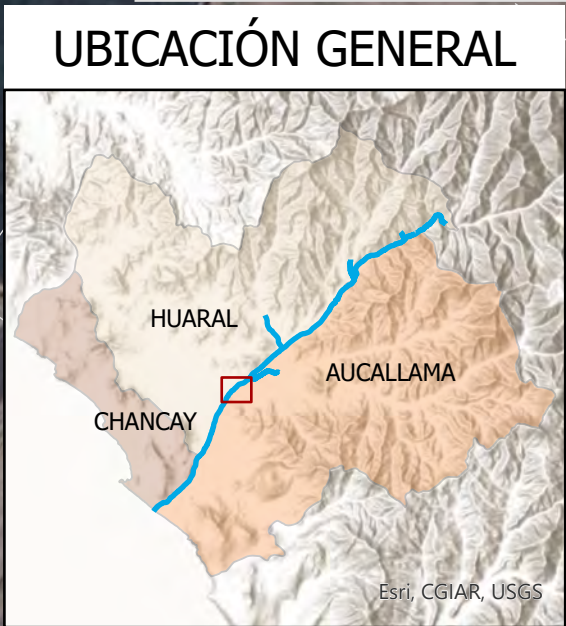 UBICACIÓN GENERAL
HUARAL
AUCALLAMA
CHANCAY
Esri, CGIAR, USGS